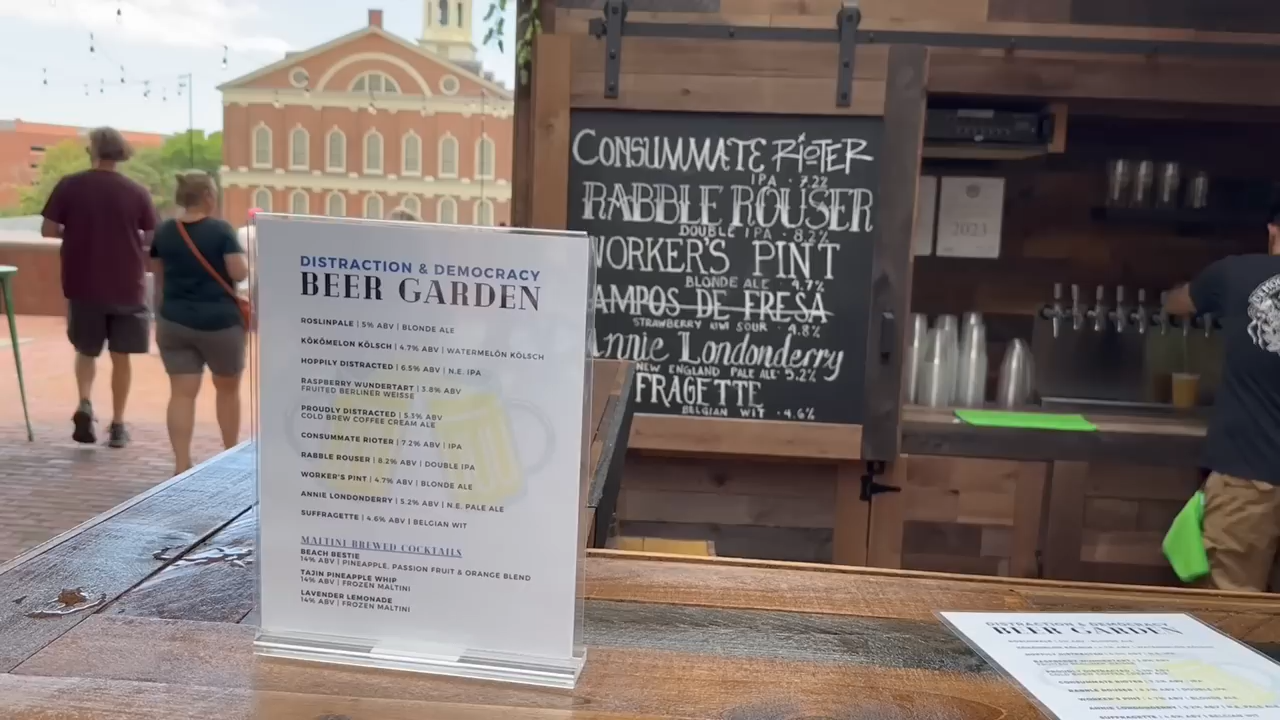 DISTRACTION & DEMOCRACY
BEER GARDEN
ROSLINPALE | 5% ABV | BLONDE ALE
KÖKÖMELON KÖLSCH | 4.7% ABV | WATERMELÖN KÖLSCH
HOPPILY DISTRACTED | 6.5% ABV | N.E. IPA
RASPBERRY WUNDERTART | 3.8% ABV
FRUITED BERLINER WEISSE
PROUDLY DISTRACTED | 5.5% ABV
COLD BREW COFFEE CREAM ALE
CONSUMMATE RIOTER | 7.2% ABV | IPA
RABBLE ROUSER | 8.2% ABV | DOUBLE IPA
WORKER'S PINT | 4.7% ABV | BLONDE ALE
ANNIE LONDONDERRY | 5.2% ABV | N.E. PALE ALE
SUFFRAGETTE | 4.6% ABV | BELGIAN WIT
MALTINI BREWED COCKTAILS
BEACH BESTIE
14% ABV | PINEAPPLE, PASSION FRUIT & ORANGE BLEND
TAJIN PINEAPPLE WHIP
14% ABV | FROZEN MALTINI
LAVENDER LEMONADE
14% ABV | FROZEN MALTINI
CONSUMMATE RIOTER
IPA · 7.2%
RABBLE ROUSER
DOUBLE IPA · 8.2%
WORKER'S PINT
BLONDE ALE · 4.7%
AMPOS DE FRESA
STRAWBERRY KIWI SOUR · 4.8%
Annie Londonderry
NEW ENGLAND PALE ALE · 5.2%
FRAGETTE
BELGIAN WIT · 4.6%
2023
DISTRACTION & DEMOCRACY
BEER GARDEN